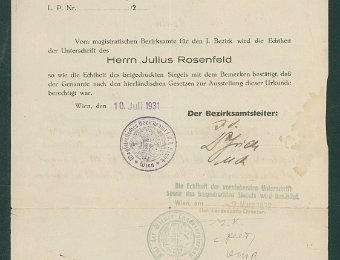 L. P. Nr. /2
Vom magistratischen Bezirksamte für den I. Bezirk wird die Echtheit
der Unterschrift des
Herrn Julius Rosenfeld
so wie die Echtheit des beigedruckten Siegels mit dem Bemerken bestätigt, daß
der Genannte nach den hierländischen Gesetzen zur Ausstellung dieser Urkunde
berechtigt war.
Wien, den 10. Juli 1931
Der Bezirksamtsleiter:
Wien
Die Echtheit der vorstehenden Unterschrift
sowie des beigedruckten Siegels wird bestätigt.
Wien, am